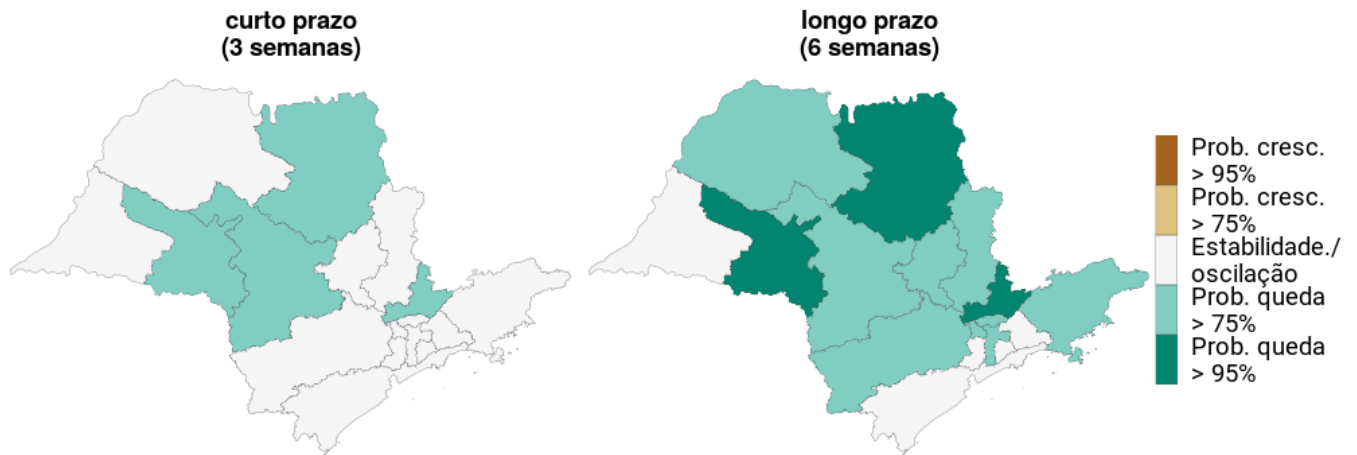 curto prazo
(3 semanas)
longo prazo
(6 semanas)
Prob. cresc.
> 95%
Prob. cresc.
> 75%
Estabilidade./
oscilação
Prob. queda
> 75%
Prob. queda
> 95%